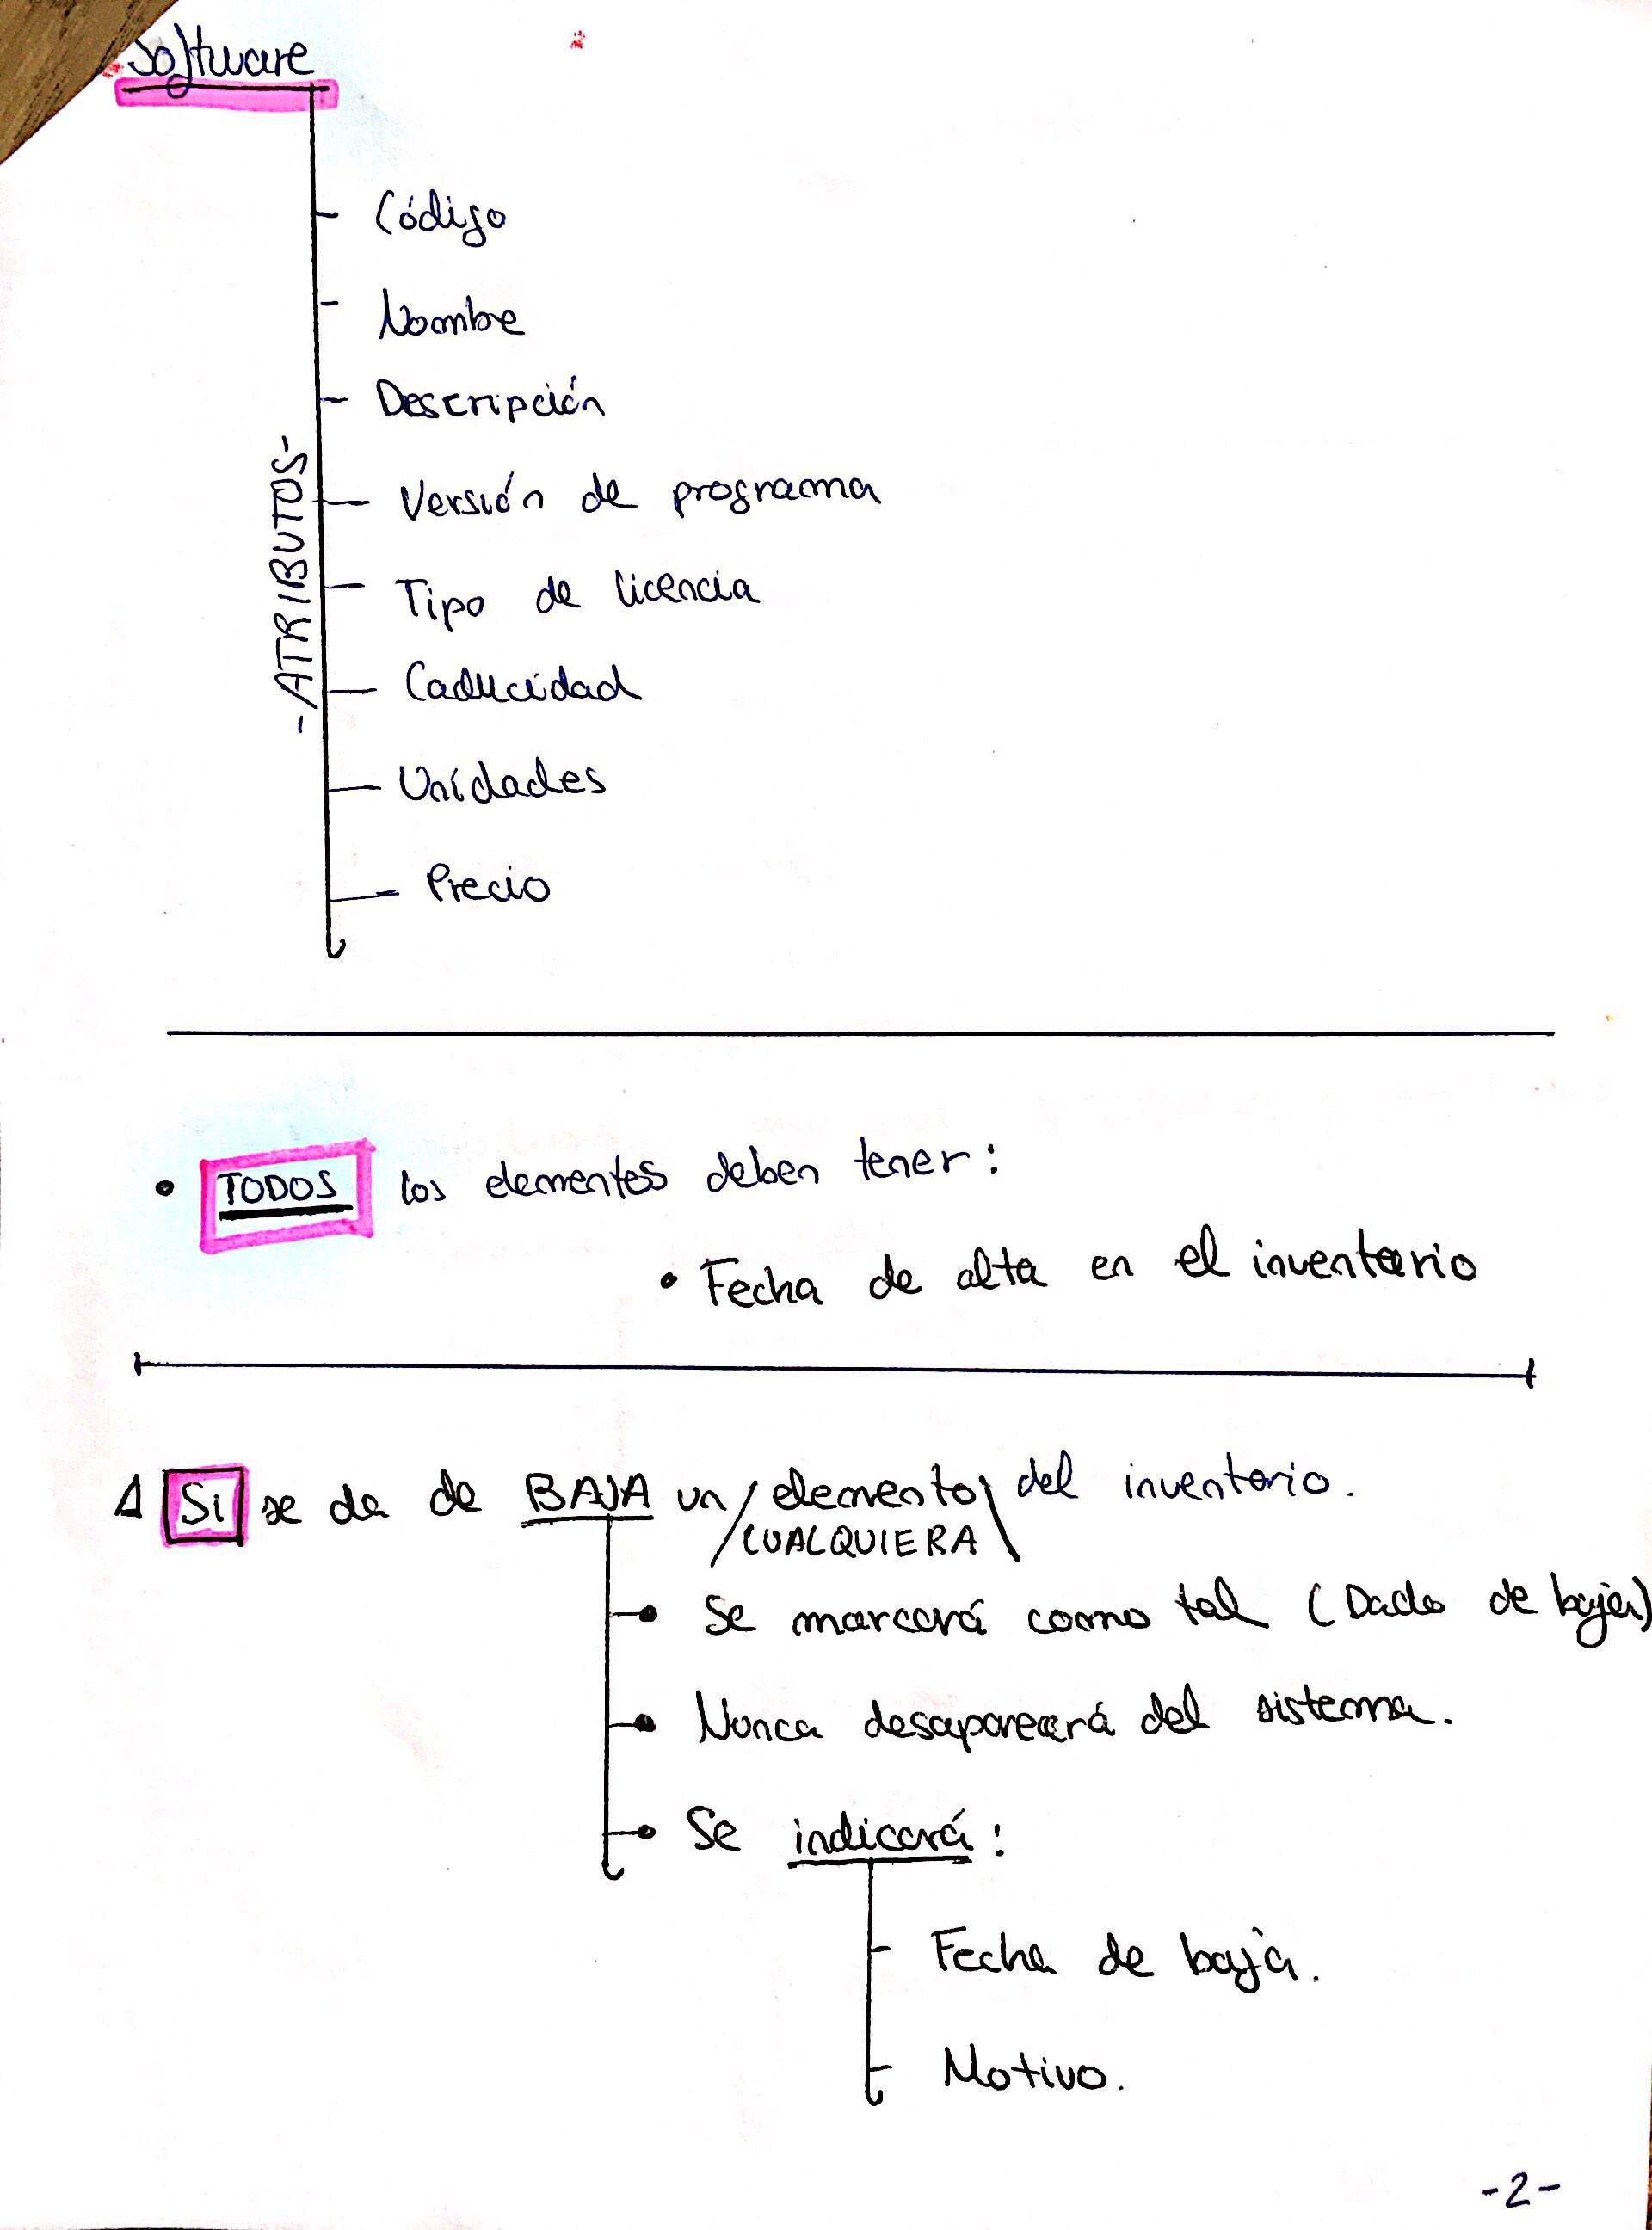 Software
Código
Nombre
Descripción
Versión de programa
-ATRIBUTOS-
Tipo de licencia
Caducidad
Unidades
Precio
• TODOS los elementos deben tener:
• Fecha de alta en el inventario
Δ Si se da de BAJA un / elemento \ del inventario.
/ CUALQUIERA \
Se marcará como tal (Dado de baja)
Nunca desaparecerá del sistema.
Se indicará:
Fecha de baja.
Motivo.
-2-